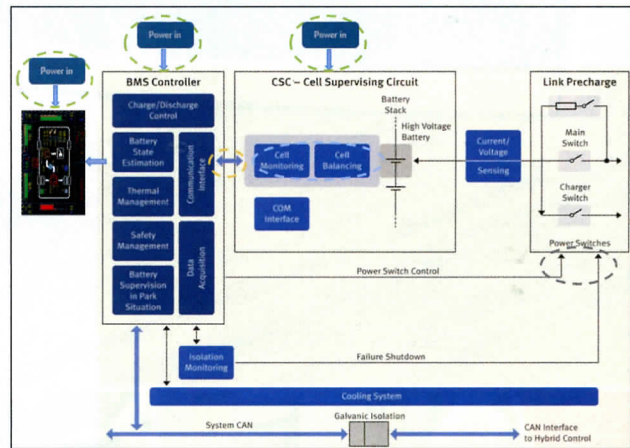 Power in
Power in
Power in
BMS Controller
Charge/Discharge
Control
Battery
State
Estimation
Thermal
Management
Safety
Management
Battery
Supervision
in Park
Situation
Communication
Interface
Data
Acquisition
CSC – Cell Supervising Circuit
Battery
Stack
High Voltage
Battery
Cell
Monitoring
Cell
Balancing
COM
Interface
Current/
Voltage
Sensing
Link Precharge
Main
Switch
Charger
Switch
Power Switches
Power Switch Control
Isolation
Monitoring
Failure Shutdown
Cooling System
Galvanic Isolation
System CAN
CAN Interface
to Hybrid Control